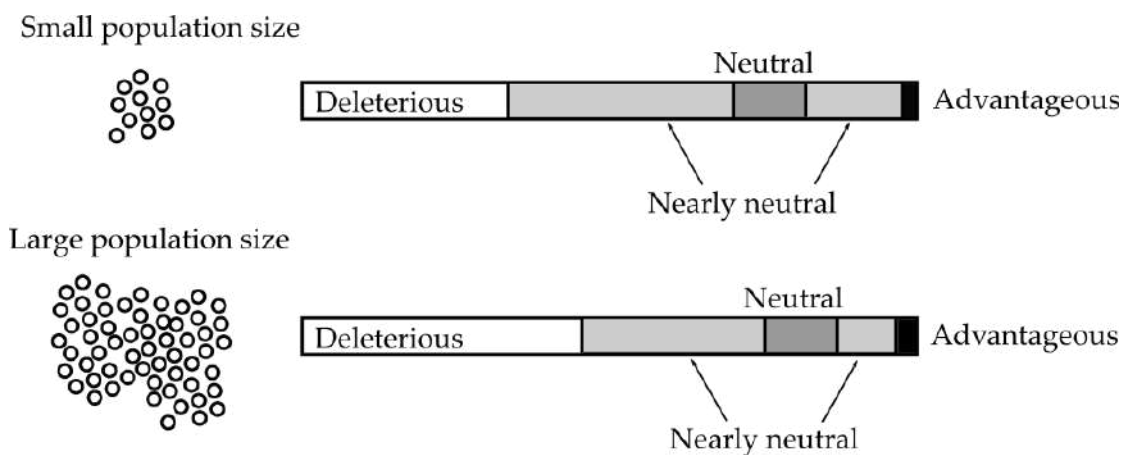 Small population size
Neutral
Deleterious
Advantageous
Nearly neutral
Large population size
Neutral
Deleterious
Advantageous
Nearly neutral